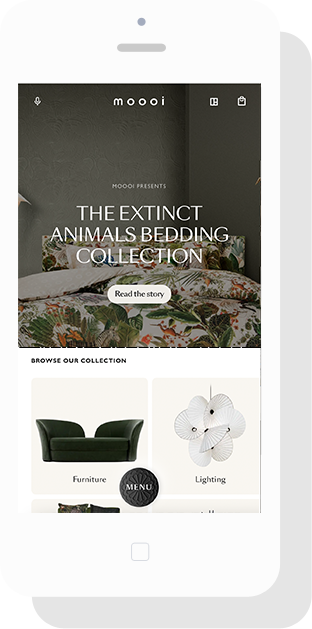 moooi
MOOOI PRESENTS
THE EXTINCT
ANIMALS BEDDING
COLLECTION
Read the story
BROWSE OUR COLLECTION
Furniture
Lighting
MENU